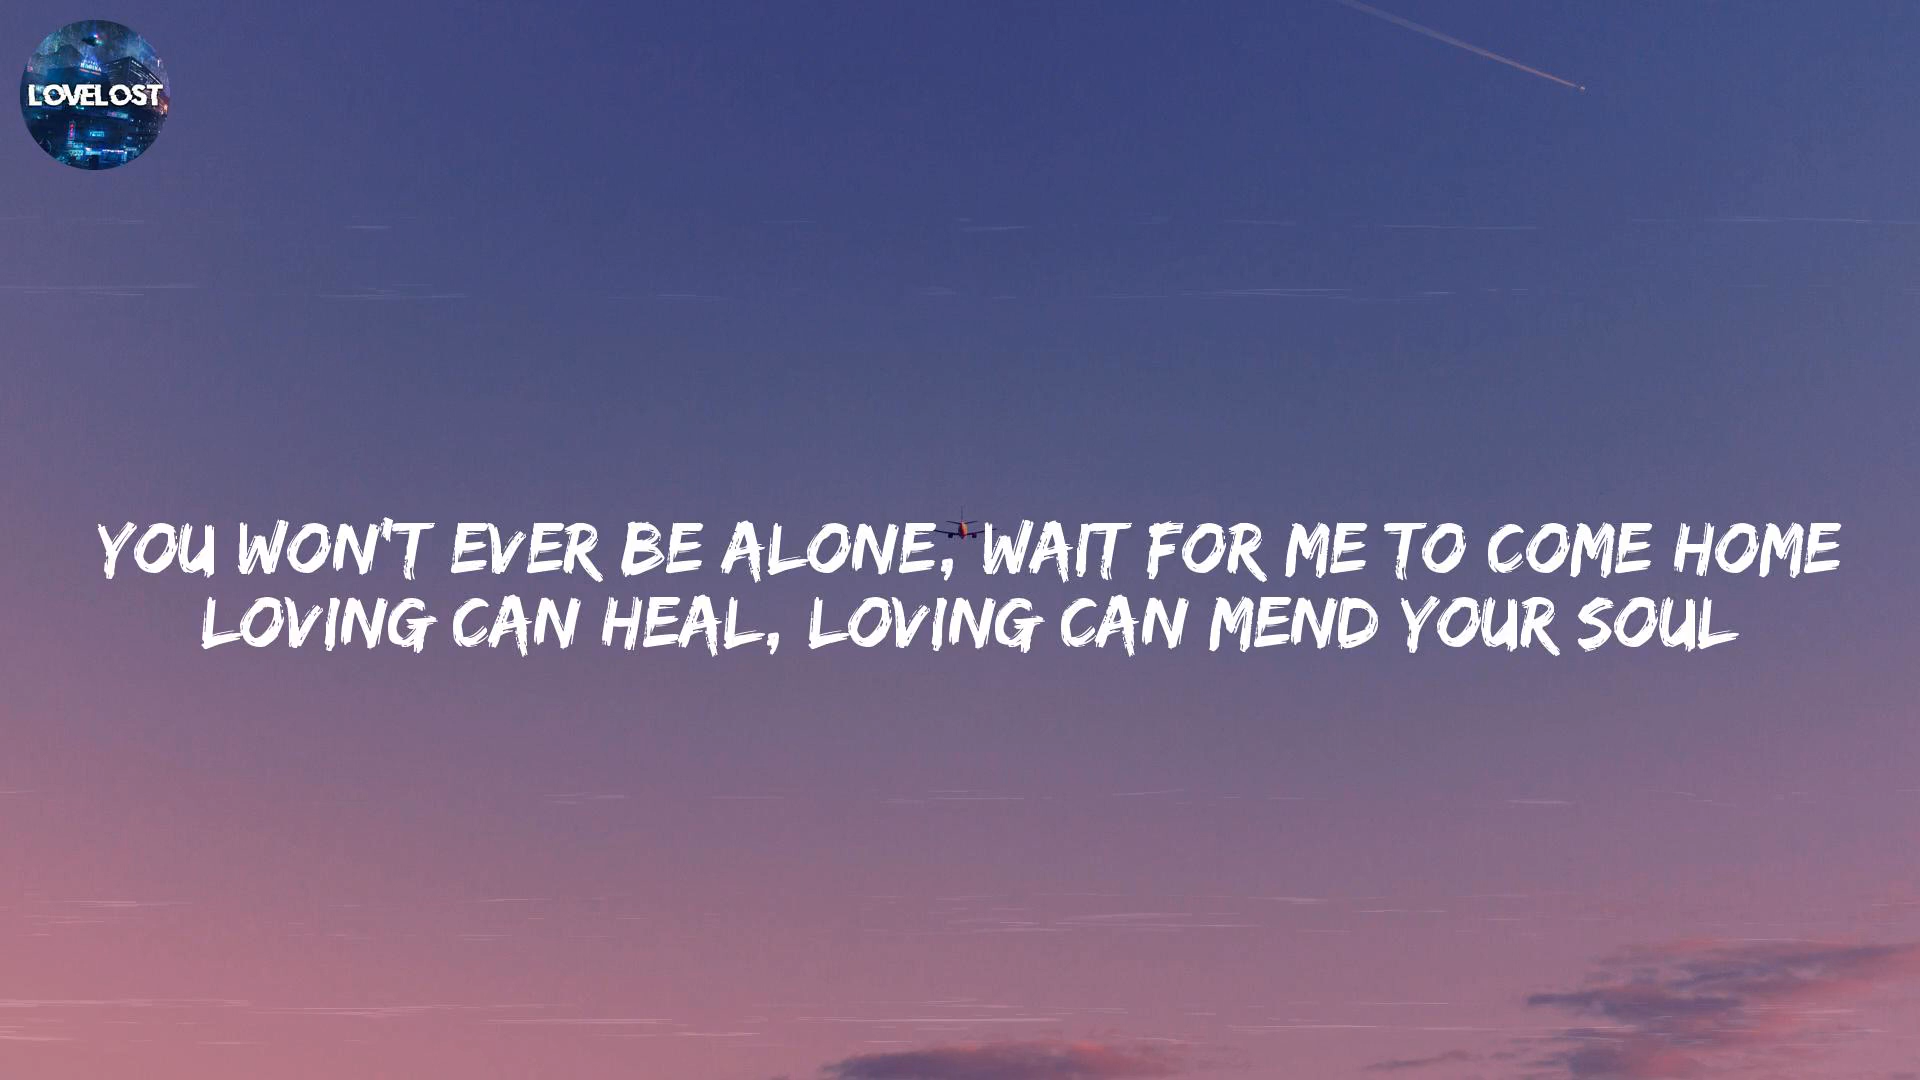 LOVELOST
YOU WON'T EVER BE ALONE, WAIT FOR ME TO COME HOME
LOVING CAN HEAL, LOVING CAN MEND YOUR SOUL